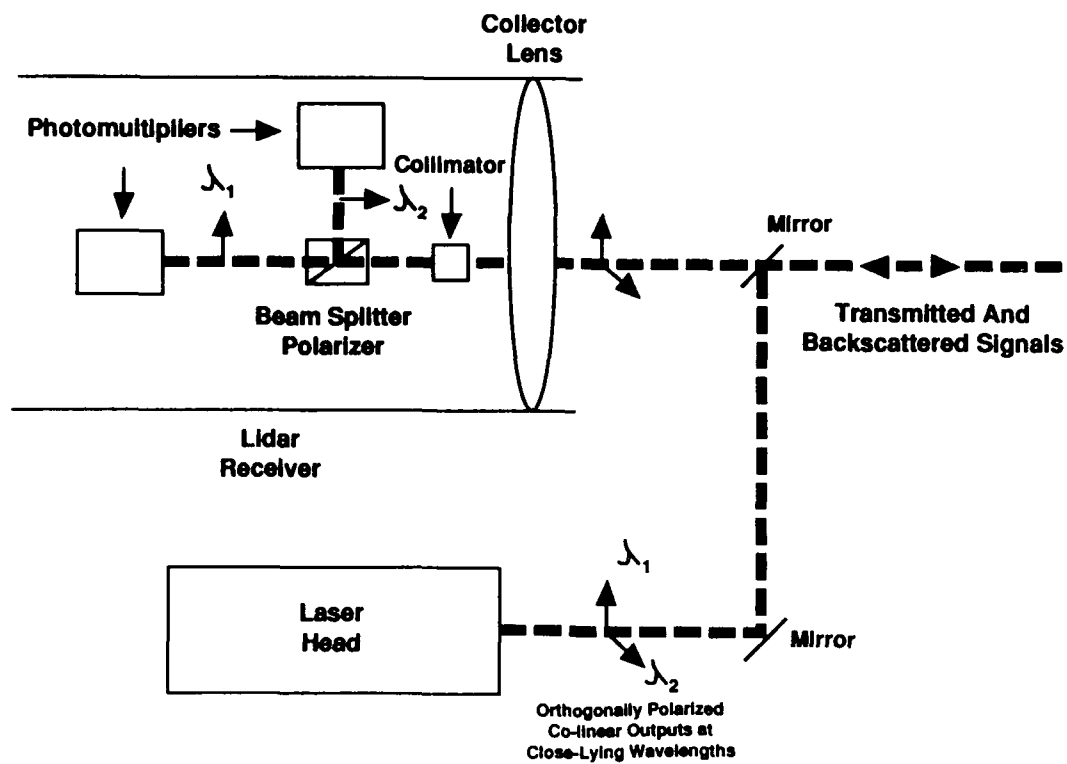 Collector
Lens
Photomultipliers
λ1
Collimator
λ2
Mirror
Beam Splitter
Polarizer
Transmitted And
Backscattered Signals
Lidar
Receiver
λ1
Laser
Head
Mirror
λ2
Orthogonally Polarized
Co-linear Outputs at
Close-Lying Wavelengths